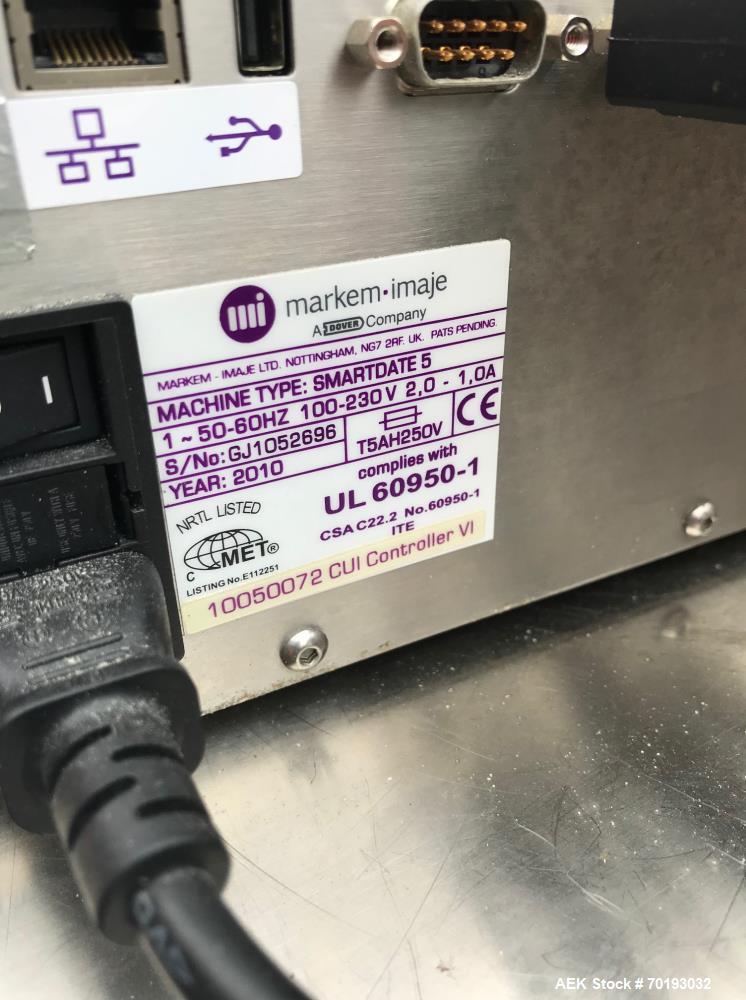 mi markem·imaje
A DOVER Company
MARKEM - IMAJE LTD. NOTTINGHAM, NG7 2RF. UK. PATS PENDING.
MACHINE TYPE: SMARTDATE 5
1 ~ 50-60HZ 100-230V 2,0 - 1,0A
S/No: GJ1052696
T5AH250V
CE
YEAR: 2010
complies with
UL 60950-1
CSA C22.2 No.60950-1
ITE
NRTL LISTED
C MET®
LISTING No.E112251
10050072 CUI Controller VI
AEK Stock # 70193032